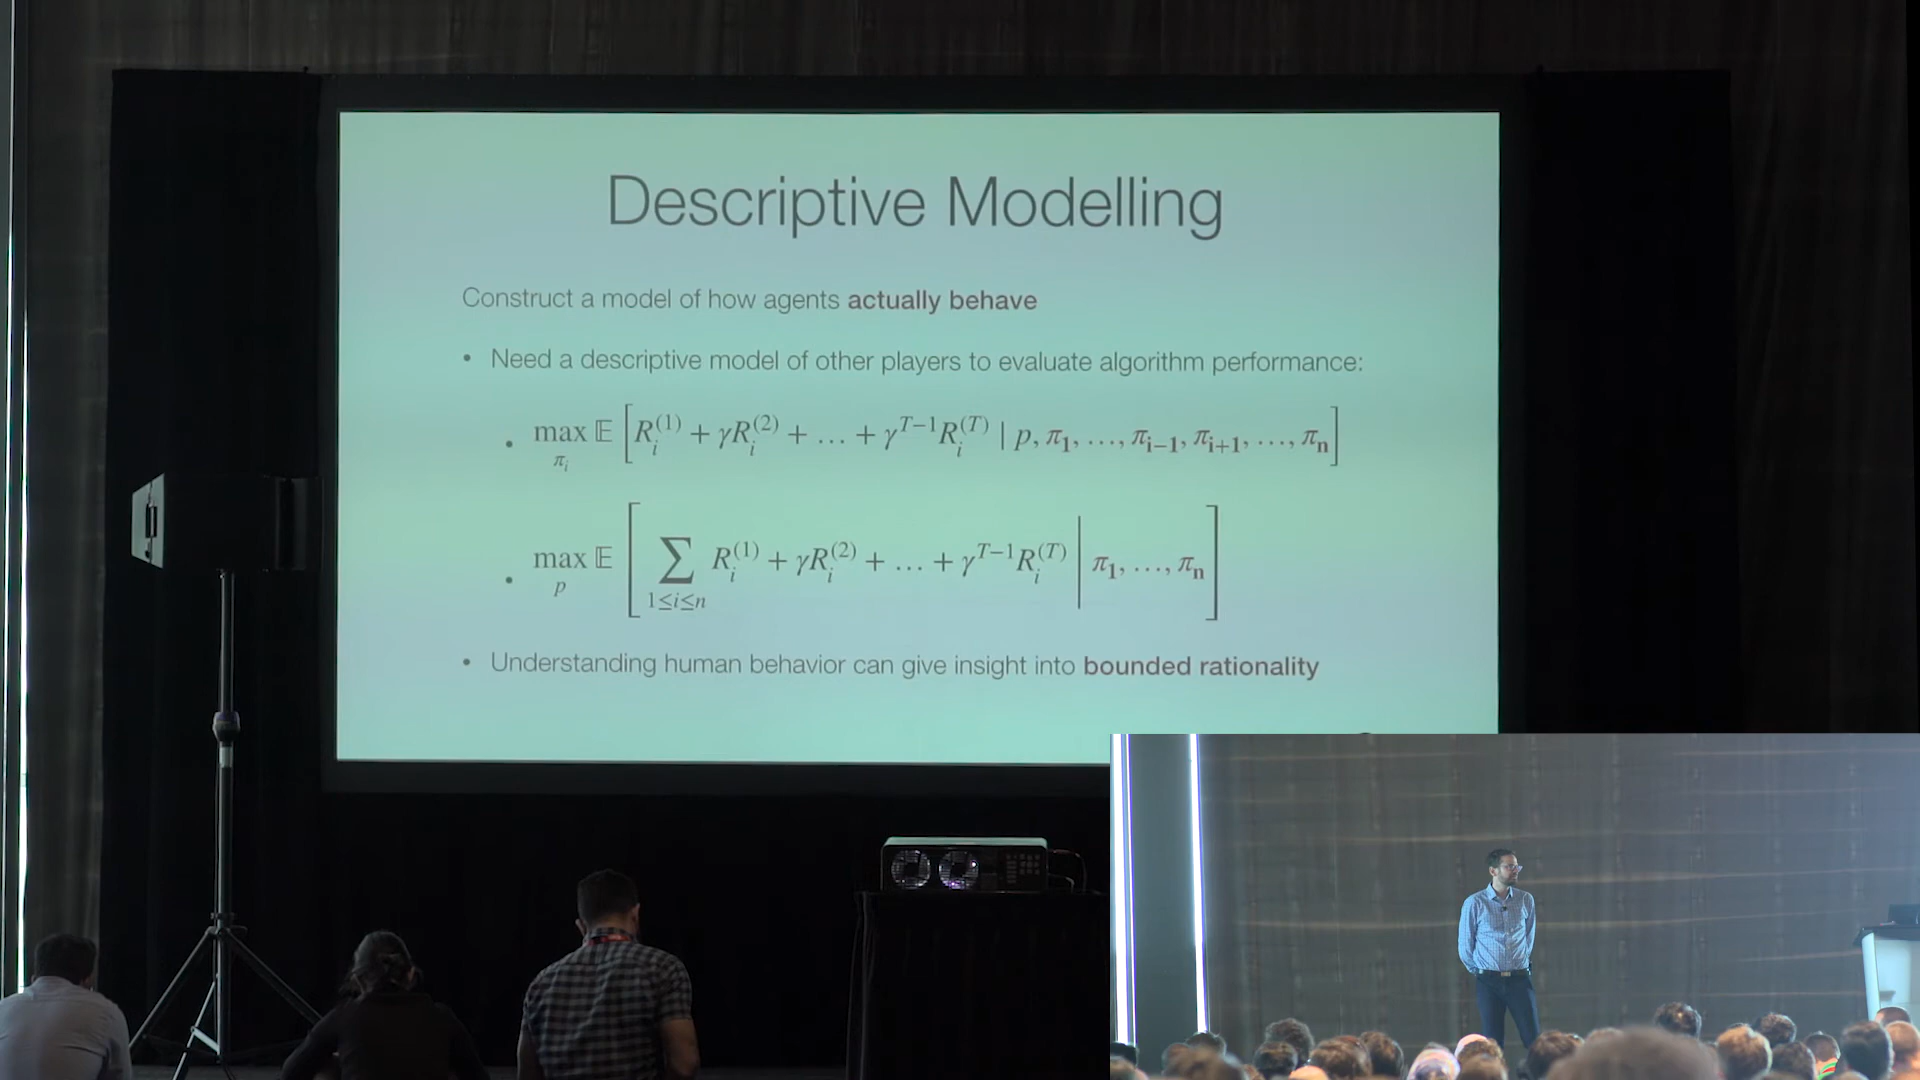 Descriptive Modelling
Construct a model of how agents actually behave
• Need a descriptive model of other players to evaluate algorithm performance:
• max_{π_i} 𝔼 [R_i^{(1)} + γR_i^{(2)} + … + γ^{T−1}R_i^{(T)} | p, π_1, …, π_{i−1}, π_{i+1}, …, π_n]
• max_p 𝔼 [∑_{1≤i≤n} R_i^{(1)} + γR_i^{(2)} + … + γ^{T−1}R_i^{(T)} | π_1, …, π_n]
• Understanding human behavior can give insight into bounded rationality